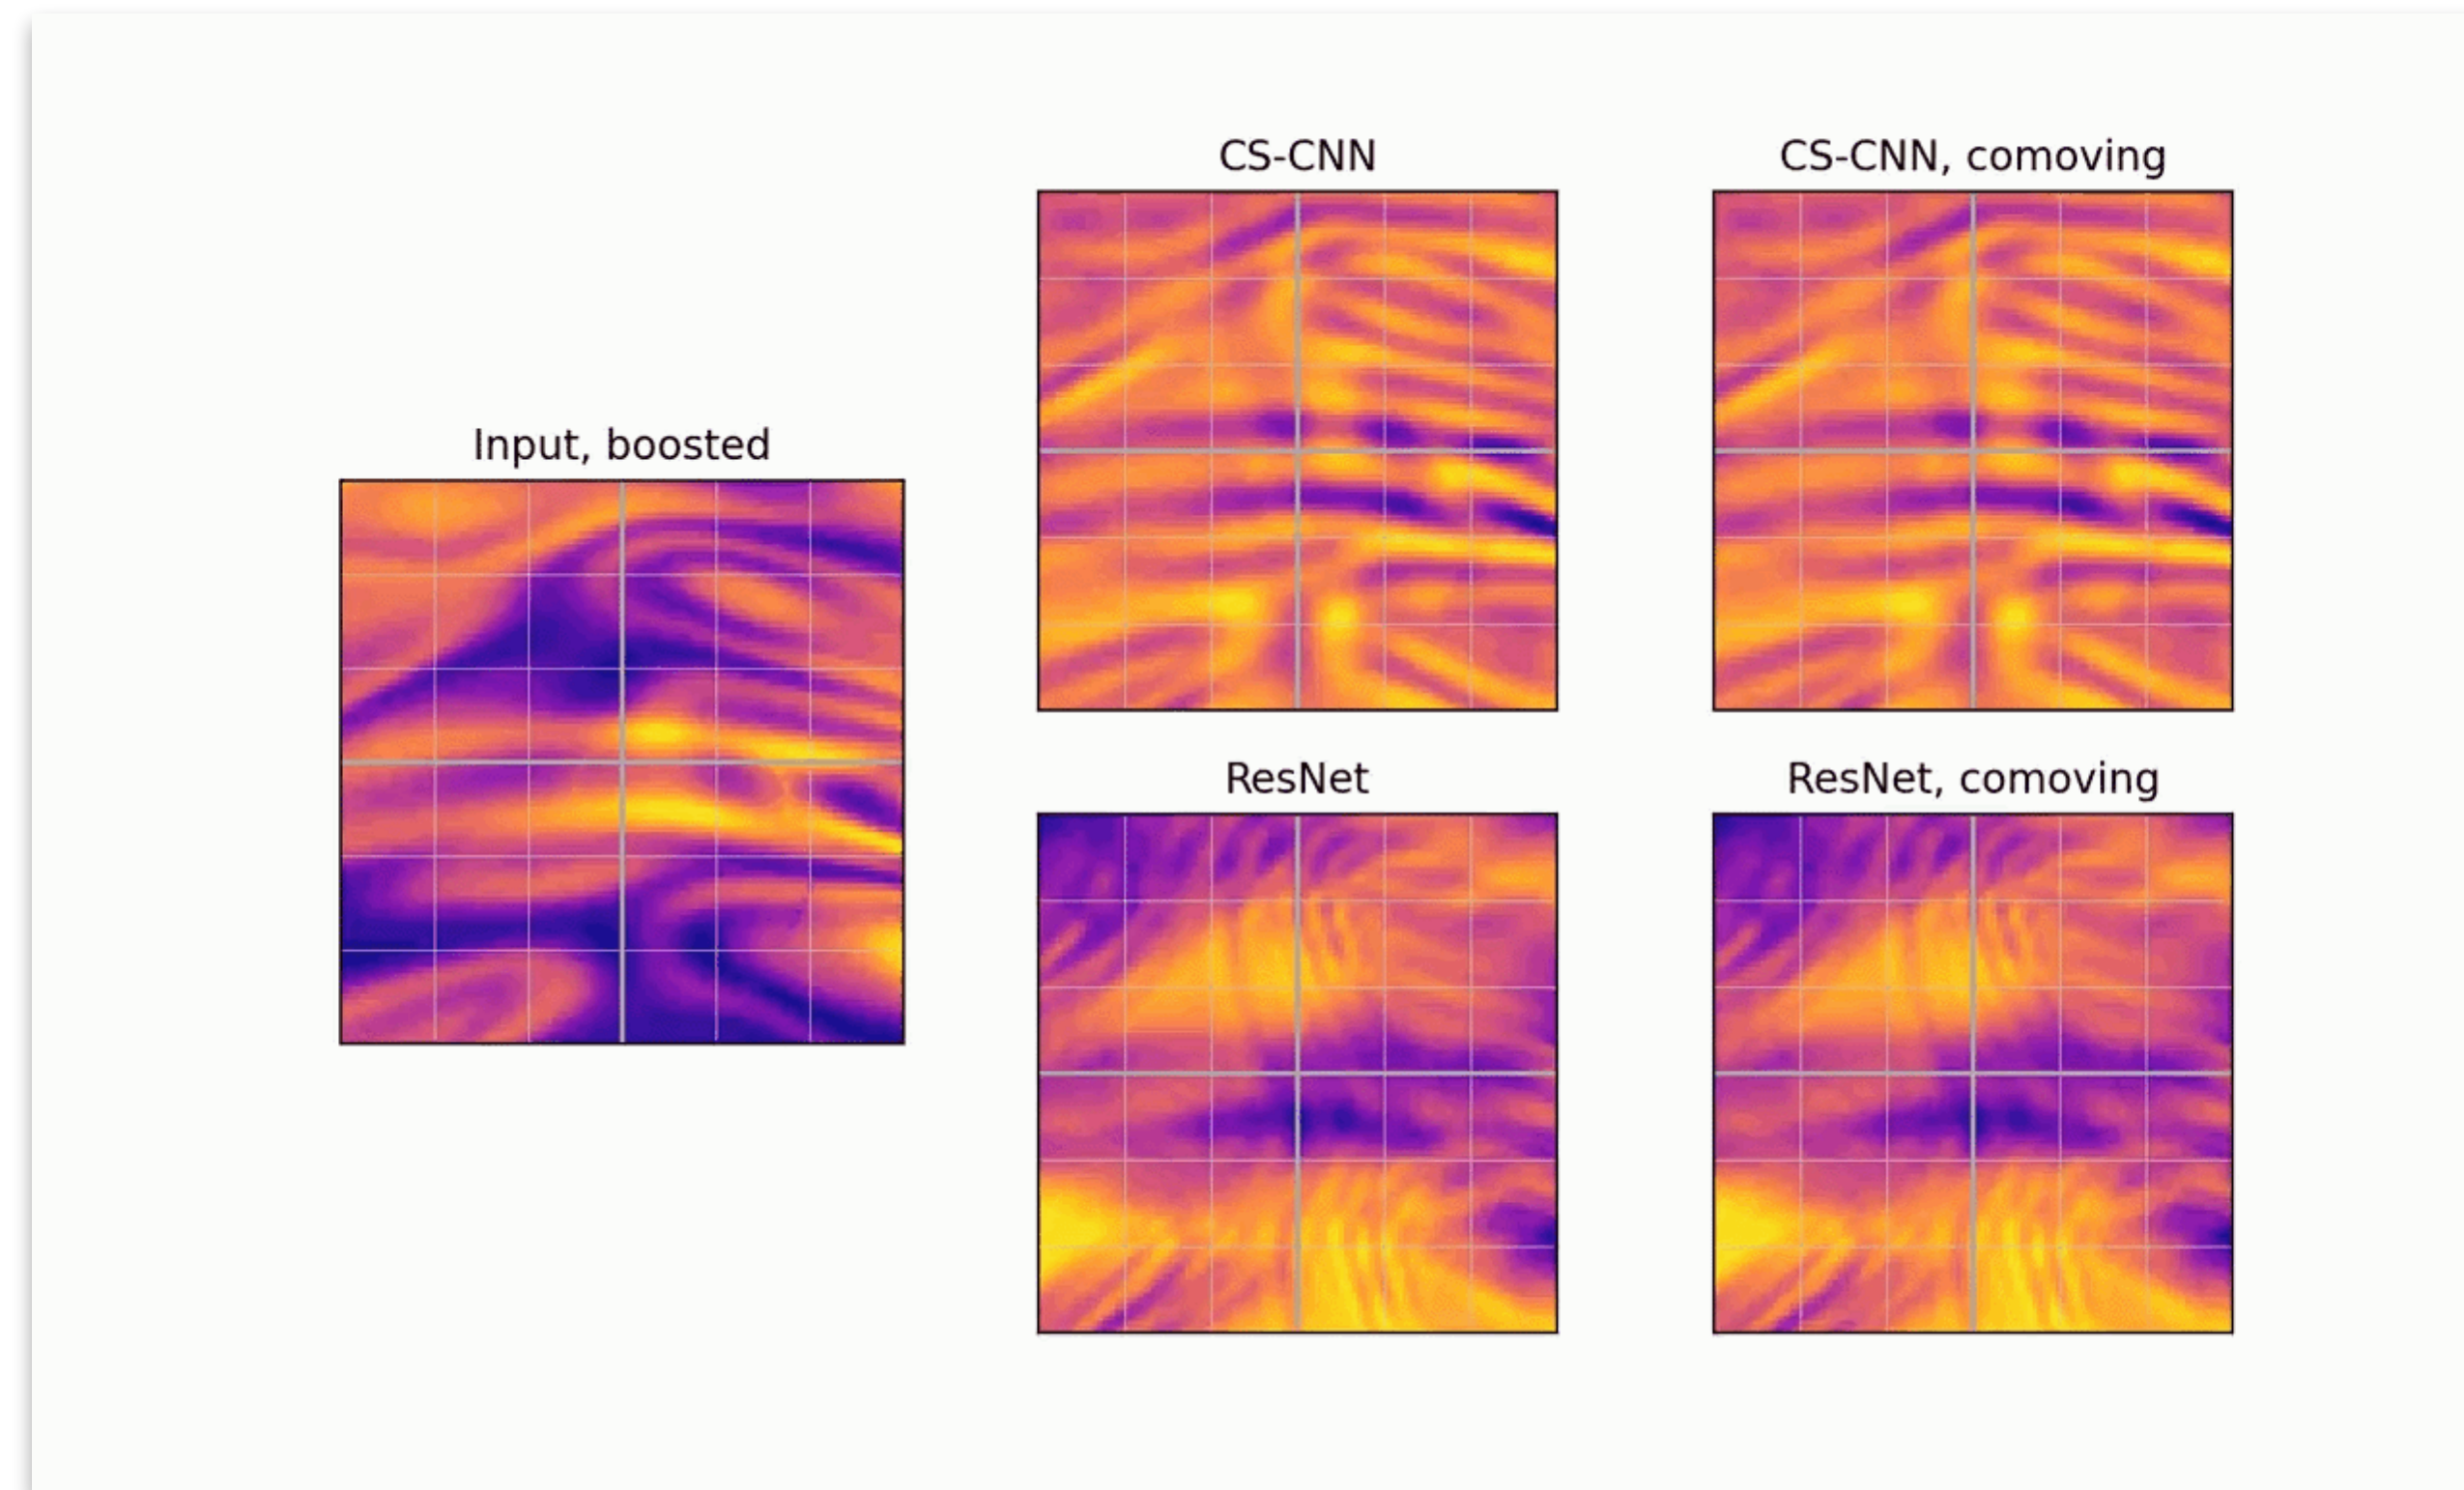 CS-CNN
CS-CNN, comoving
Input, boosted
ResNet
ResNet, comoving